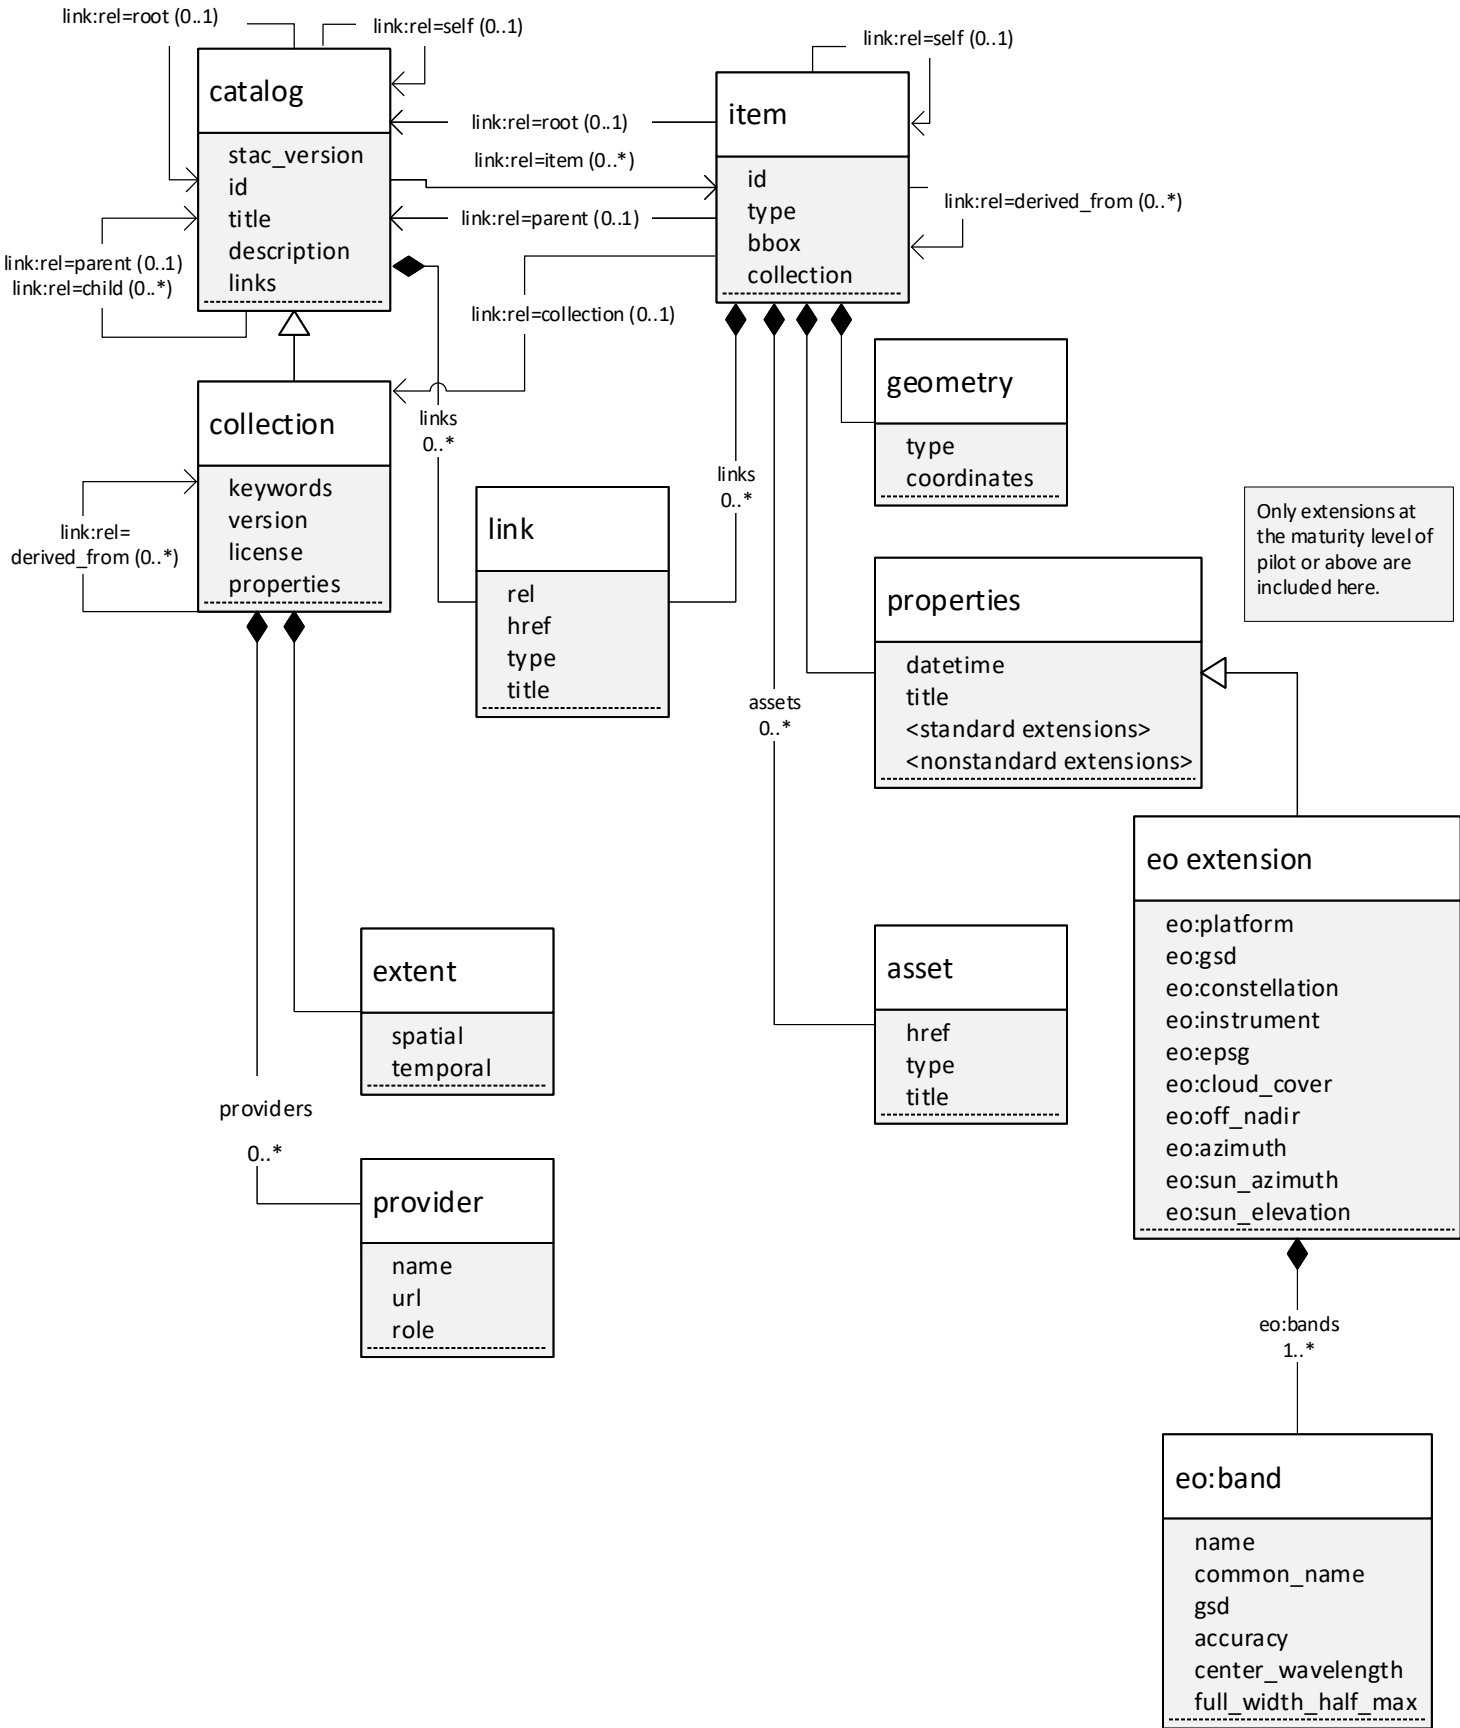 link:rel=root (0..1)
link:rel=self (0..1)
link:rel=self (0..1)
catalog
stac_version
id
title
description
links
link:rel=root (0..1)
link:rel=item (0..*)
link:rel=parent (0..1)
link:rel=collection (0..1)
item
id
type
bbox
collection
link:rel=derived_from (0..*)
link:rel=parent (0..1)
link:rel=child (0..*)
collection
keywords
version
license
properties
link:rel=
derived_from (0..*)
links
0..*
link
rel
href
type
title
links
0..*
geometry
type
coordinates
Only extensions at
the maturity level of
pilot or above are
included here.
properties
datetime
title
<standard extensions>
<nonstandard extensions>
assets
0..*
eo extension
eo:platform
eo:gsd
eo:constellation
eo:instrument
eo:epsg
eo:cloud_cover
eo:off_nadir
eo:azimuth
eo:sun_azimuth
eo:sun_elevation
extent
spatial
temporal
asset
href
type
title
providers
0..*
provider
name
url
role
eo:bands
1..*
eo:band
name
common_name
gsd
accuracy
center_wavelength
full_width_half_max